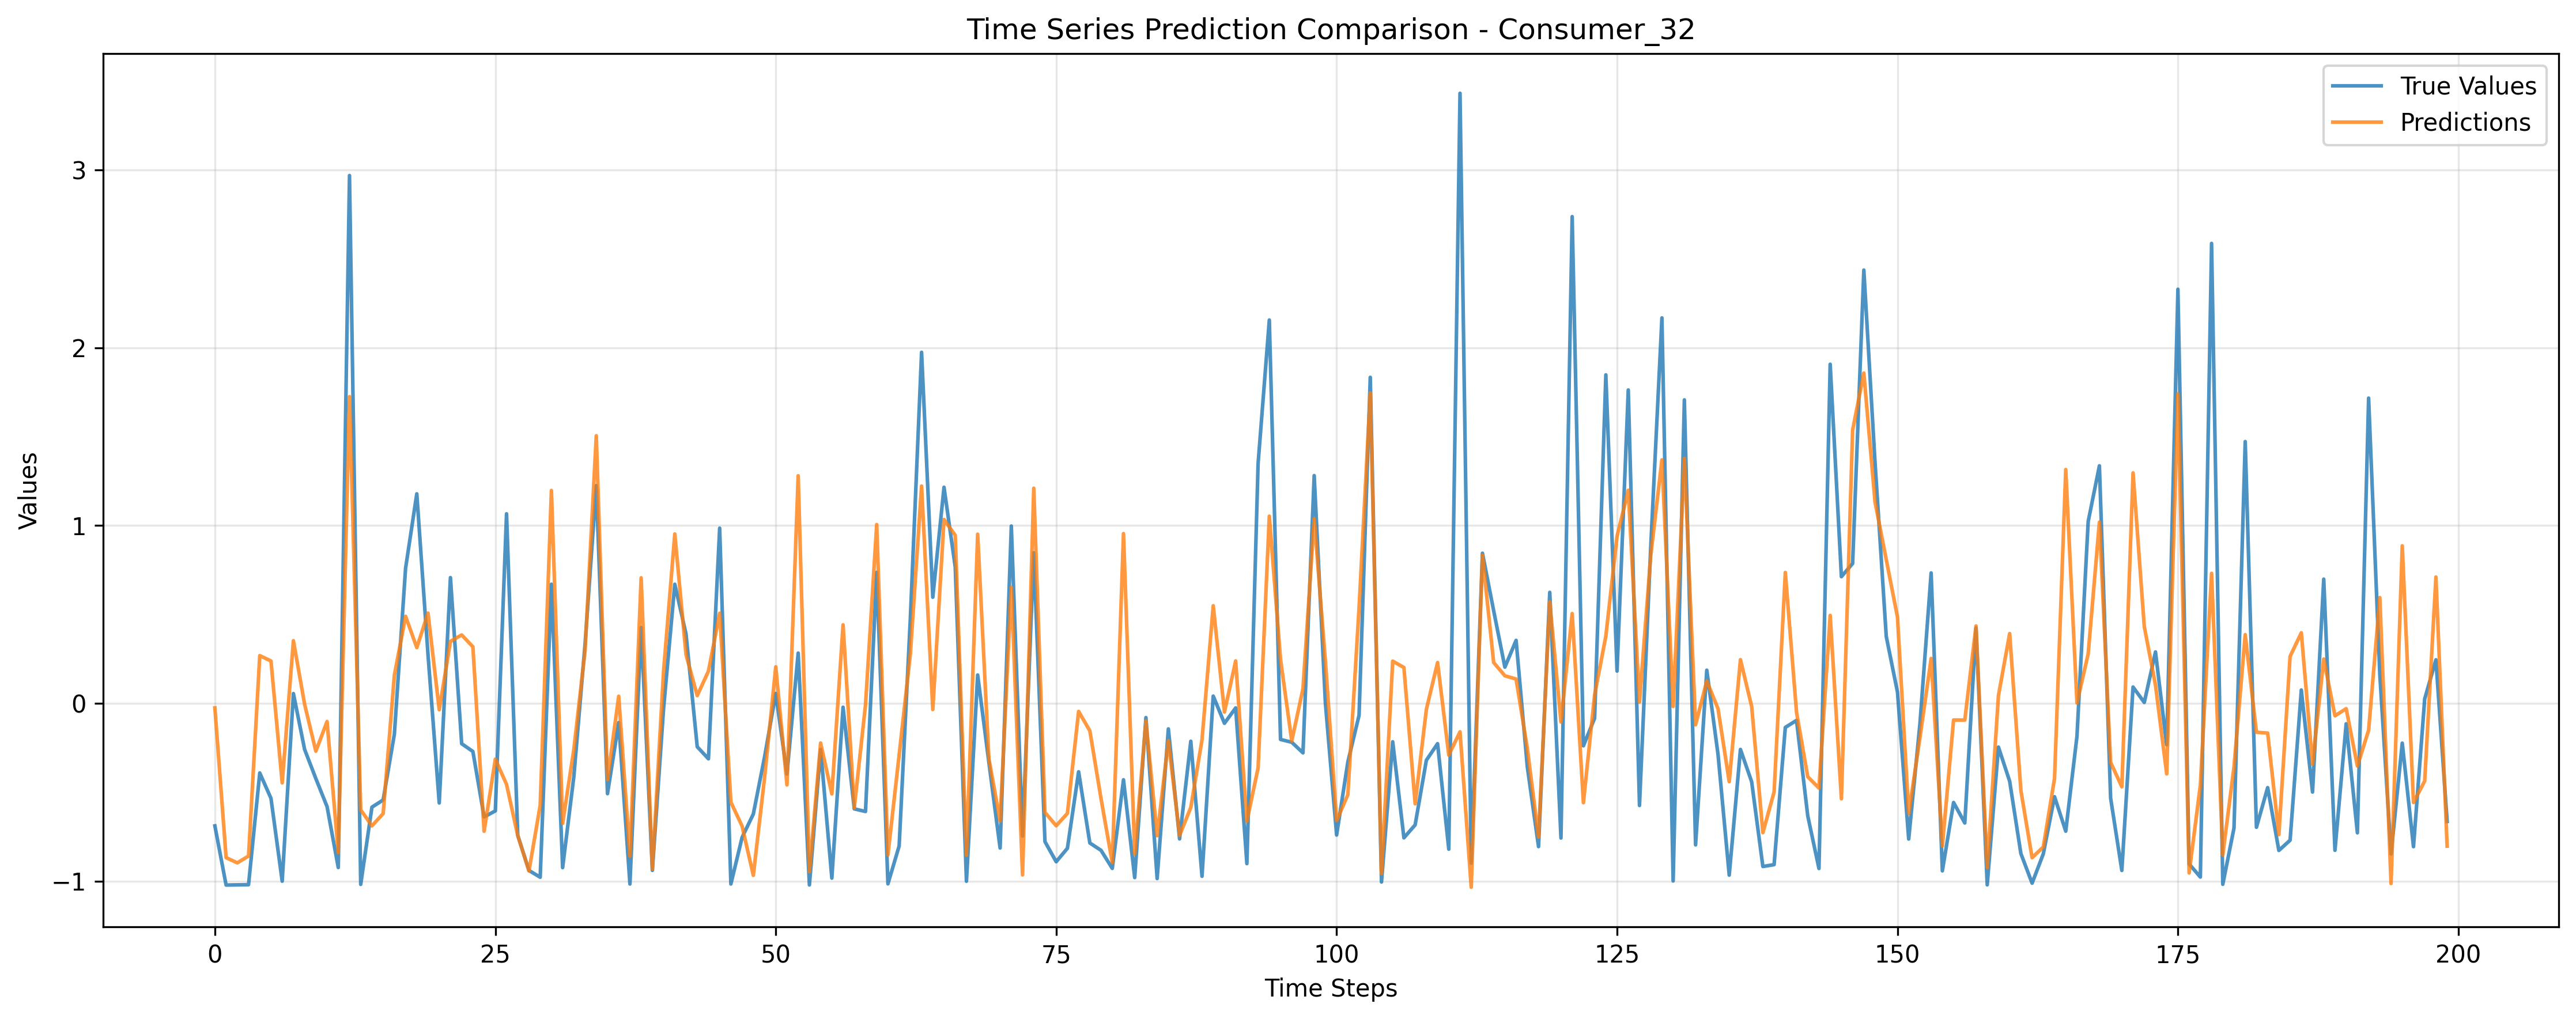 Time Series Prediction Comparison - Consumer_32
True Values
Predictions
Values
3
2
1
0
−1
0
25
50
75
100
125
150
175
200
Time Steps